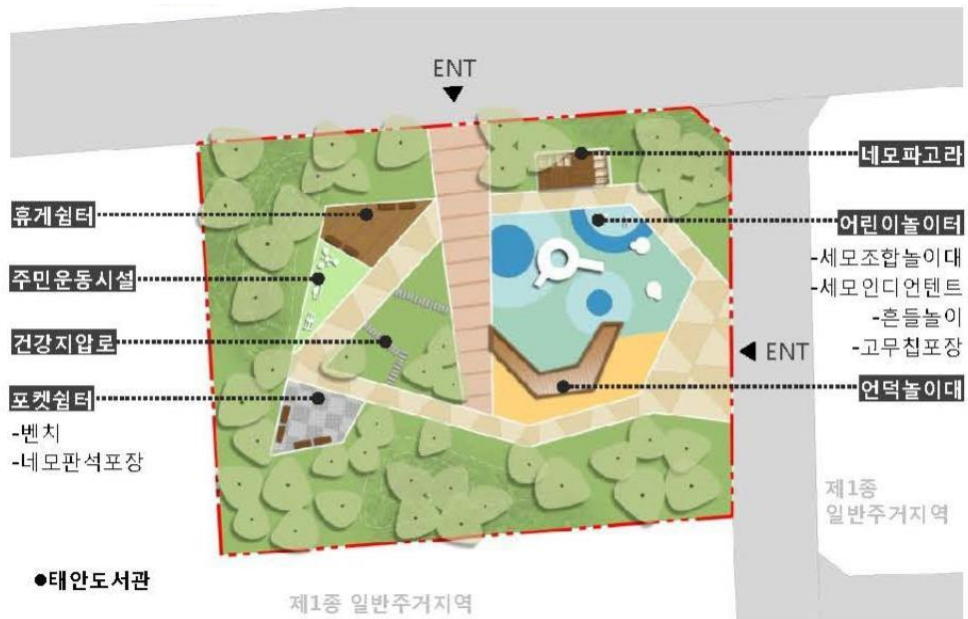 ENT
네모파고라
휴게쉼터
어린이놀이터
-세모조합놀이대
-세모인디언텐트
-흔들놀이
-고무칩포장
주민운동시설
건강지압로
ENT
포켓쉼터
-벤치
-네모판석포장
언덕놀이대
제1종
일반주거지역
●태안도서관
제1종 일반주거지역